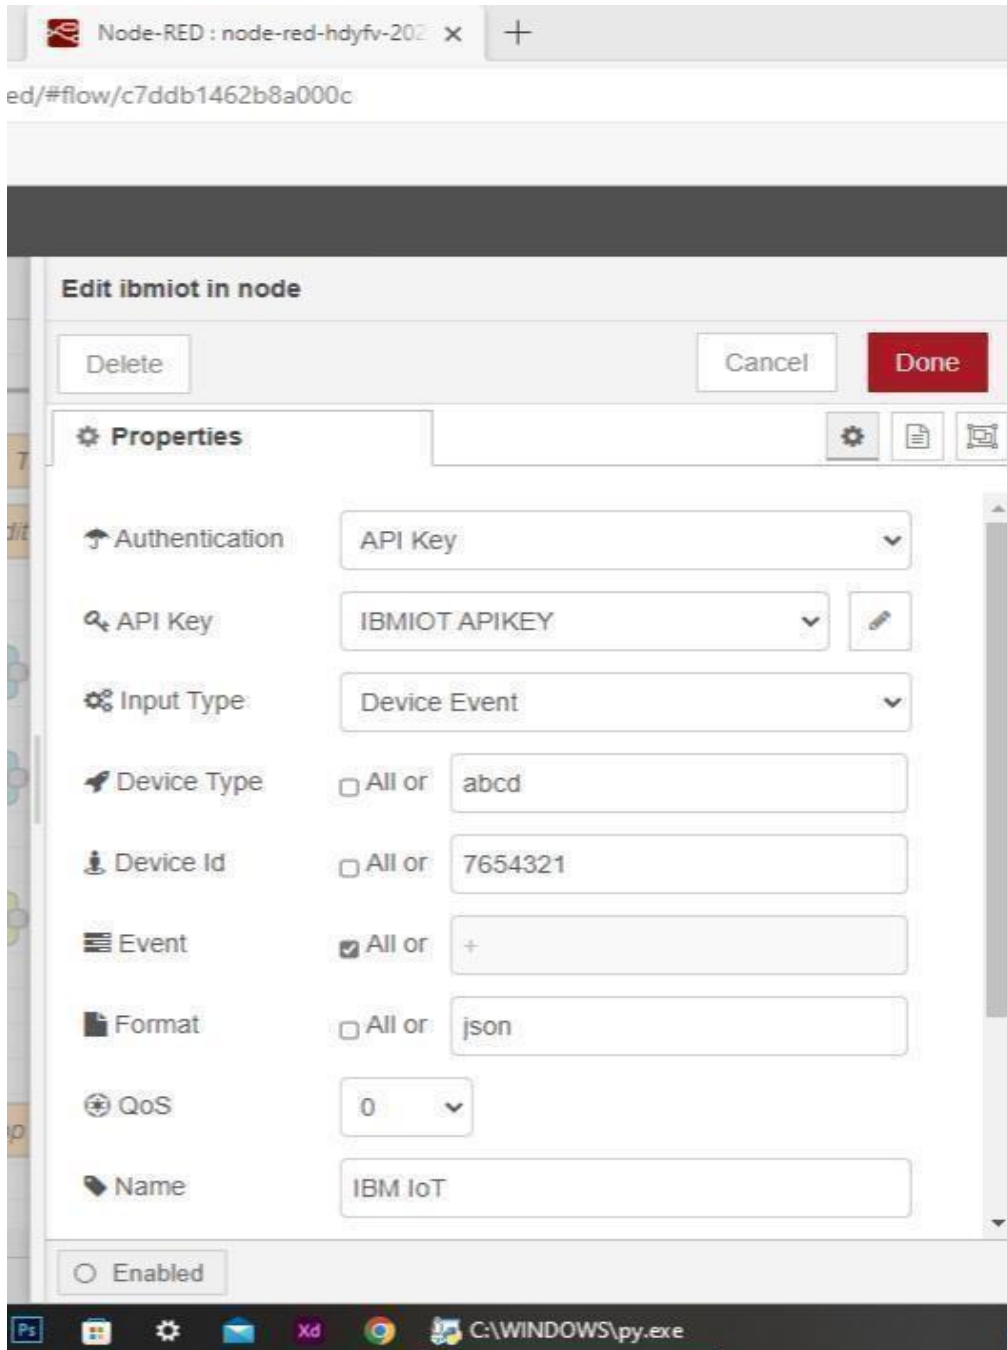 Node-RED : node-red-hdyfv-202
ed/#flow/c7ddb1462b8a000c
Edit ibmiot in node
Delete Cancel Done
Properties
Authentication API Key
API Key IBMIOT APIKEY
Input Type Device Event
Device Type All or abcd
Device Id All or 7654321
Event All or +
Format All or json
QoS 0
Name IBM IoT
Enabled
Ps Xd C:\WINDOWS\py.exe